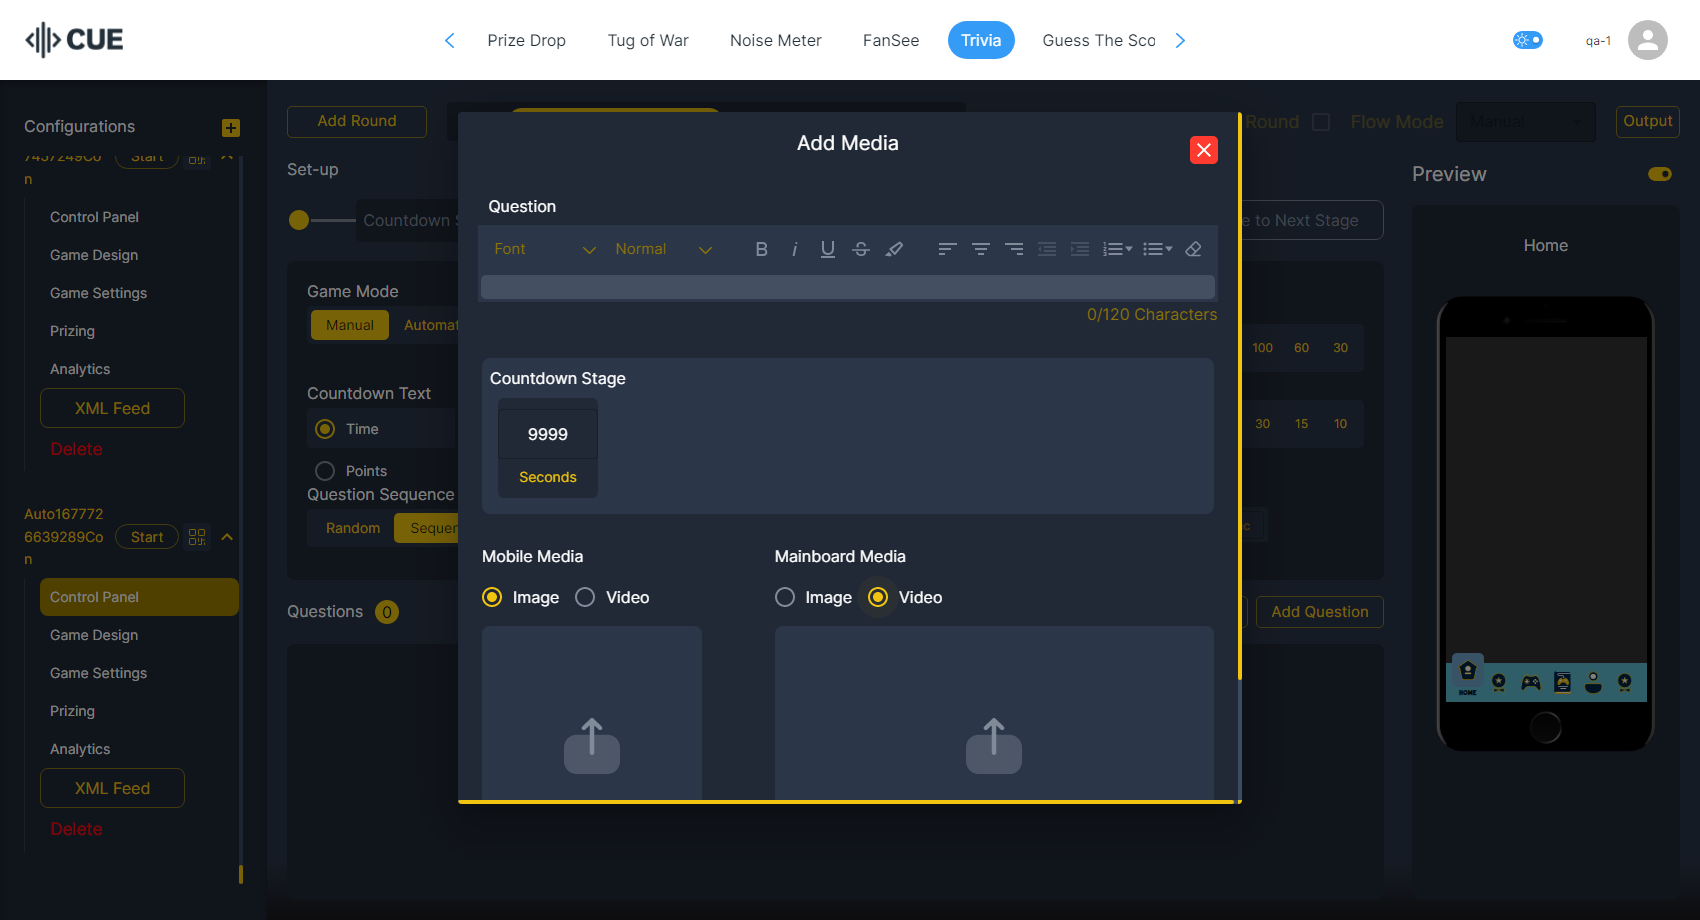 CUE
Prize Drop
Tug of War
Noise Meter
FanSee
Trivia
Guess The Sco
qa-1
Configurations
Start
n
Control Panel
Game Design
Game Settings
Prizing
Analytics
XML Feed
Delete
Auto167772
6639289Co
n
Start
Control Panel
Game Design
Game Settings
Prizing
Analytics
XML Feed
Delete
Add Round
Round
Flow Mode
Manual
Output
Set-up
Countdown S
e to Next Stage
Game Mode
Manual
Automat
Countdown Text
Time
Points
Question Sequence
Random
Sequen
Questions
0
100
60
30
30
15
10
Add Question
Add Media
Question
Font
Normal
0/120 Characters
Countdown Stage
9999
Seconds
Mobile Media
Image
Video
Mainboard Media
Image
Video
Preview
Home
HOME